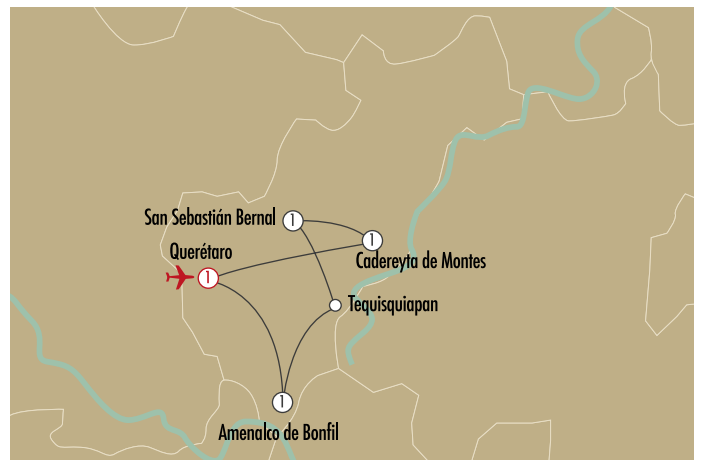 San Sebastián Bernal
1
1
Querétaro
Cadereyta de Montes
1
Tequisquiapan
1
Amenalco de Bonfil